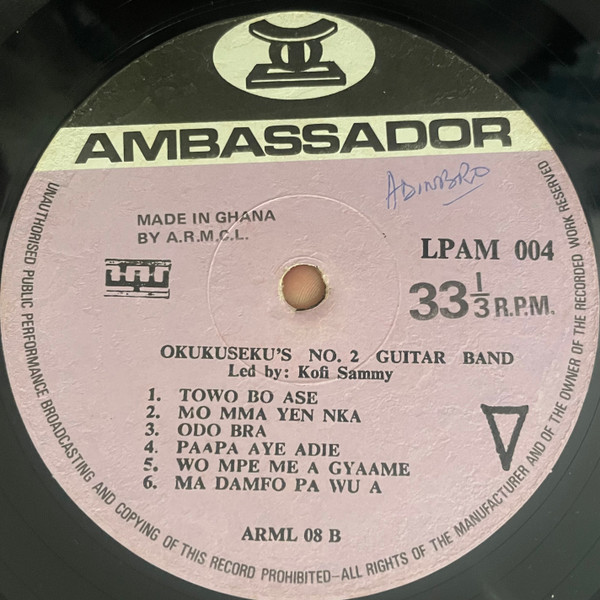 AMBASSADOR
ADINBRO
MADE IN GHANA
BY A.R.M.C.L.
LPAM 004
33 1/3 R.P.M.
OKUKUSEKU'S NO. 2 GUITAR BAND
Led by: Kofi Sammy
1. TOWO BO ASE
2. MO MMA YEN NKA
3. ODO BRA
4. PAAPA AYE ADIE
5. WO MPE ME A GYAAME
6. MA DAMFO PA WU A
ARML 08 B
UNAUTHORISED PUBLIC PERFORMANCE BROADCASTING AND COPYING OF THIS RECORD PROHIBITED–ALL RIGHTS OF THE MANUFACTURER AND OF THE OWNER OF THE RECORDED WORK RESERVED